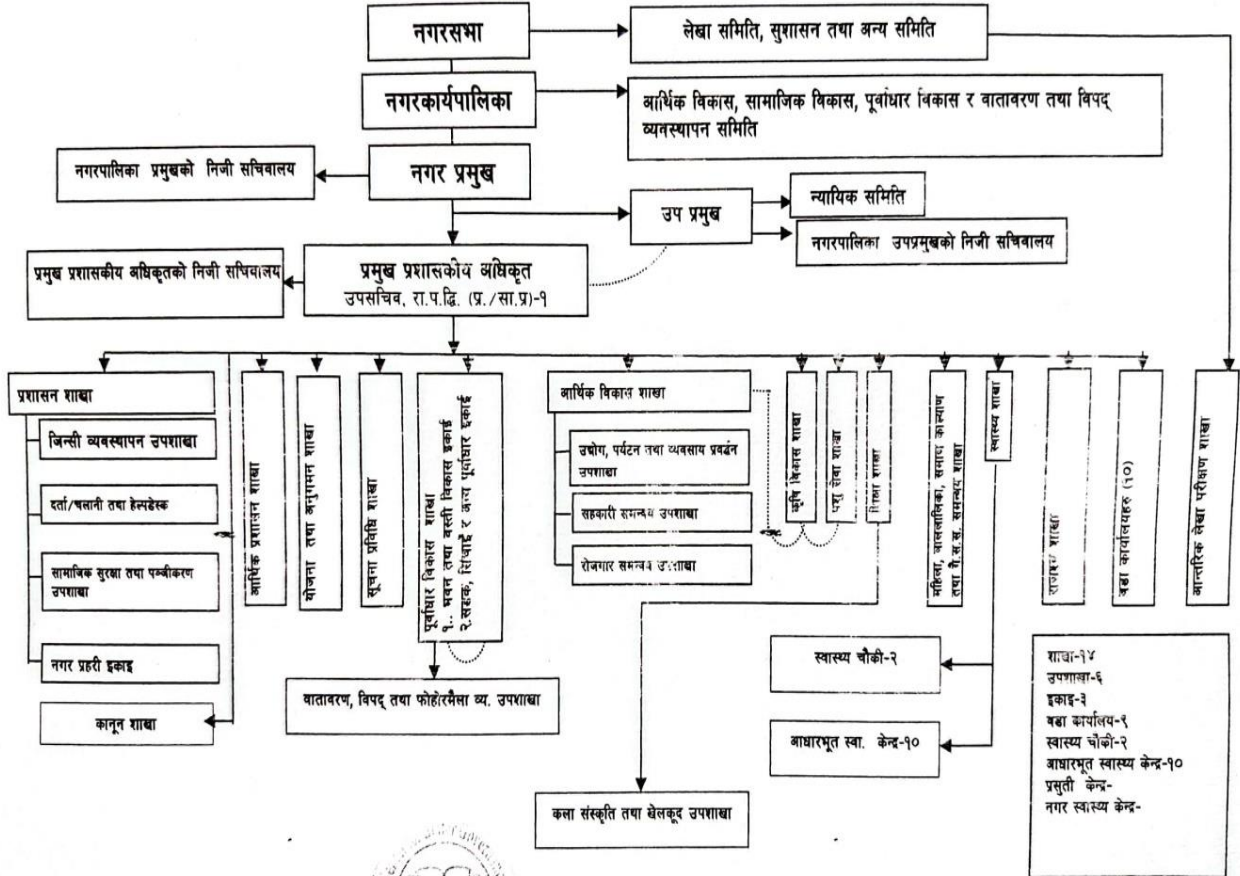 नगरसभा
लेखा समिति, सुशासन तथा अन्य समिति
नगरकार्यपालिका
आर्थिक विकास, सामाजिक विकास, पूर्वाधार विकास र वातावरण तथा विपद्
व्यवस्थापन समिति
नगरपालिका प्रमुखको निजी सचिवालय
नगर प्रमुख
उप प्रमुख
न्यायिक समिति
नगरपालिका उपप्रमुखको निजी सचिवालय
प्रमुख प्रशासकीय अधिकृतको निजी सचिवालय
प्रमुख प्रशासकीय अधिकृत
उपसचिव, रा.प.द्वि. (प्र./सा.प्र)-१
प्रशासन शाखा
जिन्सी व्यवस्थापन उपशाखा
दर्ता/चलानी तथा हेल्पडेस्क
सामाजिक सुरक्षा तथा पञ्जीकरण
उपशाखा
नगर प्रहरी इकाइ
कानून शाखा
आर्थिक प्रशासन शाखा
योजना तथा अनुगमन शाखा
सूचना प्रविधि शाखा
पूर्वाधार विकास शाखा
१.. भवन तथा वस्ती विकास इकाई
२.सडक, सिंचाई र अन्य पूर्वाधार इकाई
वातावरण, विपद् तथा फोहोरमैला व्य. उपशाखा
आर्थिक विकास शाखा
उद्योग, पर्यटन तथा व्यवसाय प्रवर्द्धन
उपशाखा
सहकारी समन्वय उपशाखा
रोजगार समन्वय उपशाखा
कृषि विकास शाखा
पशु सेवा शाखा
शिक्षा शाखा
कला संस्कृति तथा खेलकूद उपशाखा
महिला, बालबालिका, समाज कल्याण
तथा गै.स.स. समन्वय शाखा
स्वास्थ्य शाखा
स्वास्थ्य चौकी-२
आधारभूत स्वा. केन्द्र-१०
राजश्व शाखा
वडा कार्यालयहरु (१०)
आन्तरिक लेखा परीक्षण शाखा
शाखा-१४
उपशाखा-६
इकाइ-३
वडा कार्यालय-९
स्वास्थ्य चौकी-२
आधारभूत स्वास्थ्य केन्द्र-१०
प्रसुती केन्द्र-
नगर स्वास्थ्य केन्द्र-